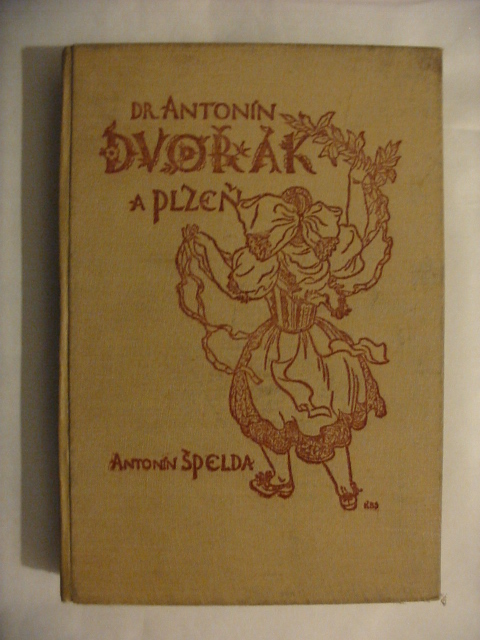 DR. ANTONÍN
DVOŘÁK
A PLZEŇ
ANTONÍN ŠPELDA